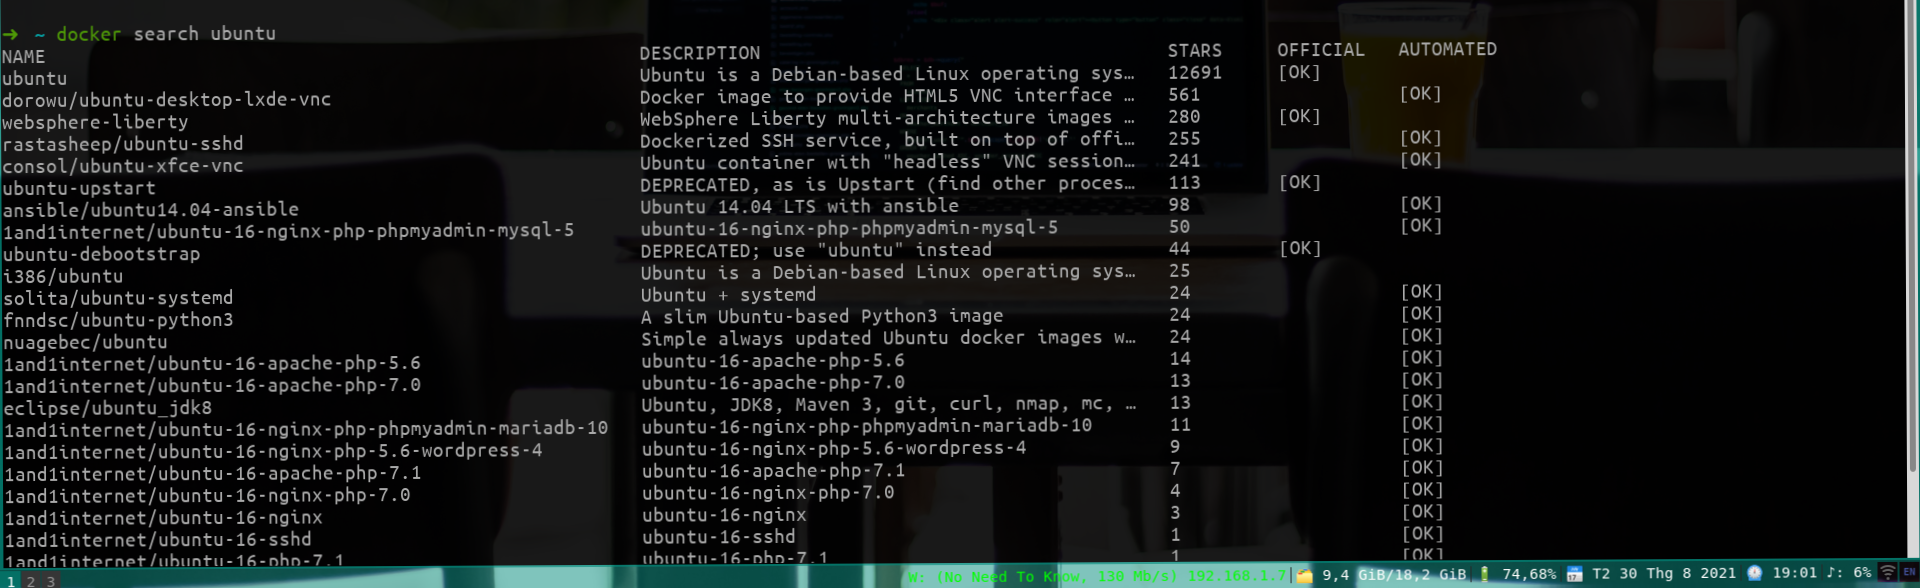 ➜ ~ docker search ubuntu
NAME DESCRIPTION STARS OFFICIAL AUTOMATED
ubuntu Ubuntu is a Debian-based Linux operating sys… 12691 [OK]
dorowu/ubuntu-desktop-lxde-vnc Docker image to provide HTML5 VNC interface … 561 [OK]
websphere-liberty WebSphere Liberty multi-architecture images … 280 [OK]
rastasheep/ubuntu-sshd Dockerized SSH service, built on top of offi… 255 [OK]
consol/ubuntu-xfce-vnc Ubuntu container with "headless" VNC session… 241 [OK]
ubuntu-upstart DEPRECATED, as is Upstart (find other proces… 113 [OK]
ansible/ubuntu14.04-ansible Ubuntu 14.04 LTS with ansible 98 [OK]
1and1internet/ubuntu-16-nginx-php-phpmyadmin-mysql-5 ubuntu-16-nginx-php-phpmyadmin-mysql-5 50 [OK]
ubuntu-debootstrap DEPRECATED; use "ubuntu" instead 44 [OK]
i386/ubuntu Ubuntu is a Debian-based Linux operating sys… 25
solita/ubuntu-systemd Ubuntu + systemd 24 [OK]
fnndsc/ubuntu-python3 A slim Ubuntu-based Python3 image 24 [OK]
nuagebec/ubuntu Simple always updated Ubuntu docker images w… 24 [OK]
1and1internet/ubuntu-16-apache-php-5.6 ubuntu-16-apache-php-5.6 14 [OK]
1and1internet/ubuntu-16-apache-php-7.0 ubuntu-16-apache-php-7.0 13 [OK]
eclipse/ubuntu_jdk8 Ubuntu, JDK8, Maven 3, git, curl, nmap, mc, … 13 [OK]
1and1internet/ubuntu-16-nginx-php-phpmyadmin-mariadb-10 ubuntu-16-nginx-php-phpmyadmin-mariadb-10 11 [OK]
1and1internet/ubuntu-16-nginx-php-5.6-wordpress-4 ubuntu-16-nginx-php-5.6-wordpress-4 9 [OK]
1and1internet/ubuntu-16-apache-php-7.1 ubuntu-16-apache-php-7.1 7 [OK]
1and1internet/ubuntu-16-nginx-php-7.0 ubuntu-16-nginx-php-7.0 4 [OK]
1and1internet/ubuntu-16-nginx ubuntu-16-nginx 3 [OK]
1and1internet/ubuntu-16-sshd ubuntu-16-sshd 1 [OK]
1and1internet/ubuntu-16-php-7.1 ubuntu-16-php-7.1 1 [OK]
1 2 3 W: (No Need To Know, 130 Mb/s) 192.168.1.7 9,4 GiB/18,2 GiB 74,68% T2 30 Thg 8 2021 19:01 ♪: 6% EN